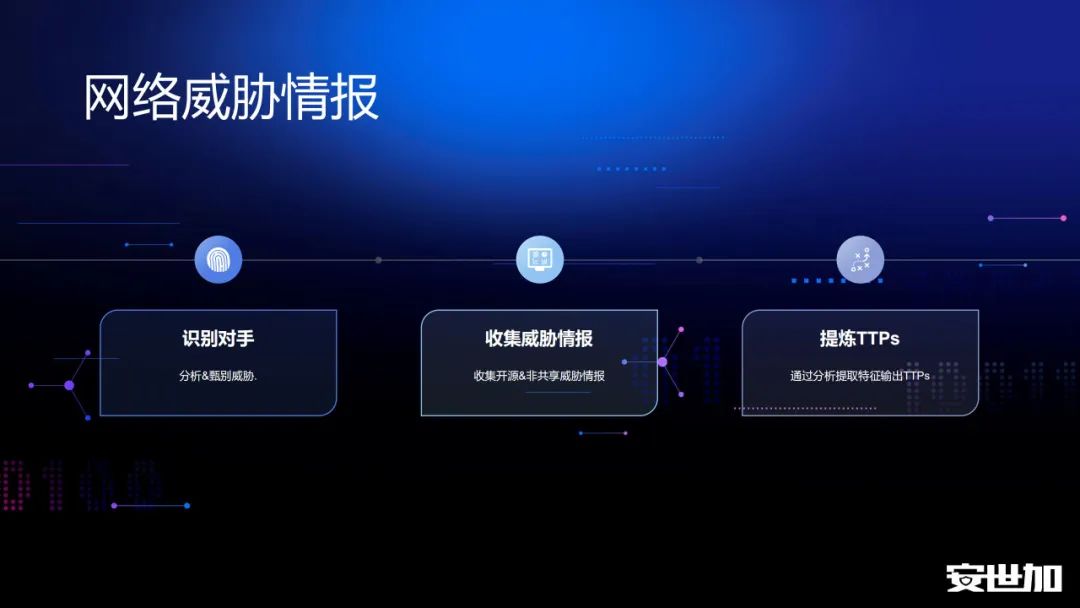 网络威胁情报
识别对手
分析&甄别威胁.
收集威胁情报
收集开源&非共享威胁情报
提炼TTPs
通过分析提取特征输出TTPs
安世加